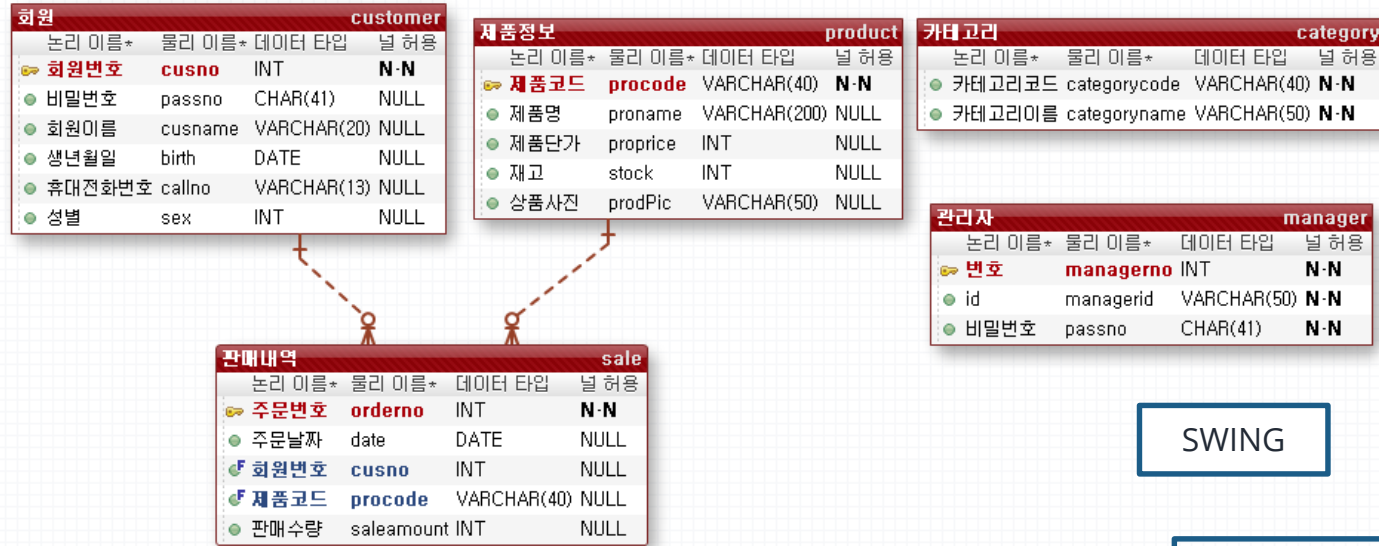 회원 customer
논리 이름* 물리 이름* 데이터 타입 널 허용
회원번호 cusno INT N·N
비밀번호 passno CHAR(41) NULL
회원이름 cusname VARCHAR(20) NULL
생년월일 birth DATE NULL
휴대전화번호 callno VARCHAR(13) NULL
성별 sex INT NULL
제품정보 product
논리 이름* 물리 이름* 데이터 타입 널 허용
제품코드 procode VARCHAR(40) N·N
제품명 proname VARCHAR(200) NULL
제품단가 proprice INT NULL
재고 stock INT NULL
상품사진 prodPic VARCHAR(50) NULL
카테고리 category
논리 이름* 물리 이름* 데이터 타입 널 허용
카테고리코드 categorycode VARCHAR(40) N·N
카테고리이름 categoryname VARCHAR(50) N·N
관리자 manager
논리 이름* 물리 이름* 데이터 타입 널 허용
번호 managerno INT N·N
id managerid VARCHAR(50) N·N
비밀번호 passno CHAR(41) N·N
판매내역 sale
논리 이름* 물리 이름* 데이터 타입 널 허용
주문번호 orderno INT N·N
주문날짜 date DATE NULL
F 회원번호 cusno INT NULL
F 제품코드 procode VARCHAR(40) NULL
판매수량 saleamount INT NULL
SWING